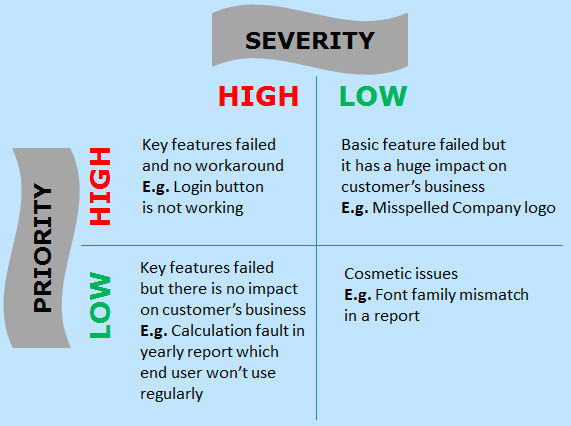 SEVERITY
HIGH
LOW
PRIORITY
HIGH
Key features failed
and no workaround
E.g. Login button
is not working
Basic feature failed but
it has a huge impact on
customer’s business
E.g. Misspelled Company logo
LOW
Key features failed
but there is no impact
on customer’s business
E.g. Calculation fault in
yearly report which
end user won’t use
regularly
Cosmetic issues
E.g. Font family mismatch
in a report